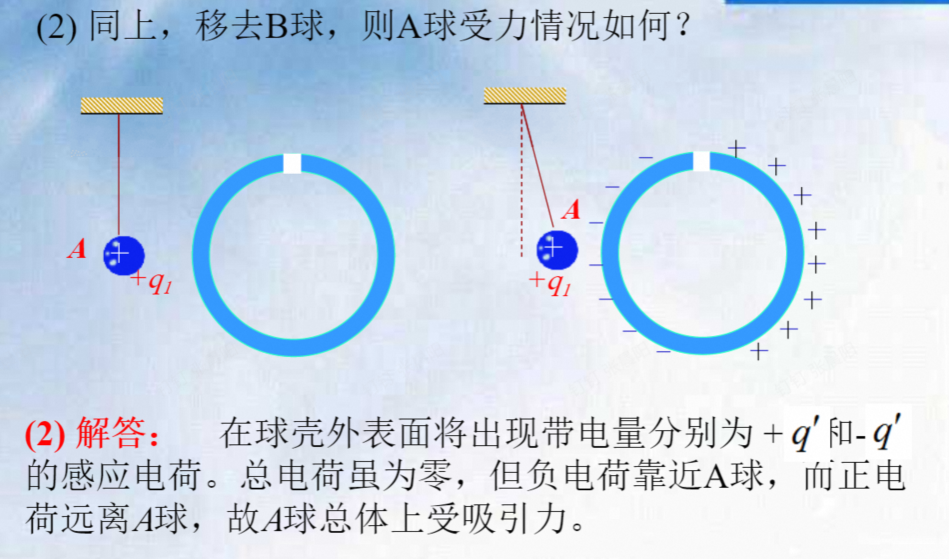 (2) 同上，移去B球，则A球受力情况如何？
A
+
+q₁
A
+
+q₁
(2) 解答： 在球壳外表面将出现带电量分别为 + q′ 和- q′
的感应电荷。总电荷虽为零，但负电荷靠近A球，而正电
荷远离A球，故A球总体上受吸引力。